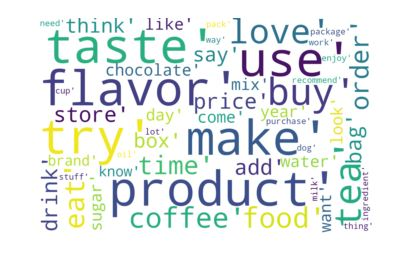 need' think' like' pack' way' package' work' enjoy'
taste' love' say' use' order'
chocolate' cup' recommend'
flavor' buy'
store' day' mix' price' come' year' look' purchase'
try' make' dog'
brand' lot' box' oil' know' time' add' water' bag'
stuff' product' tea'
drink' eat' sugar' coffee' food' want' milk' thing' ingredient'